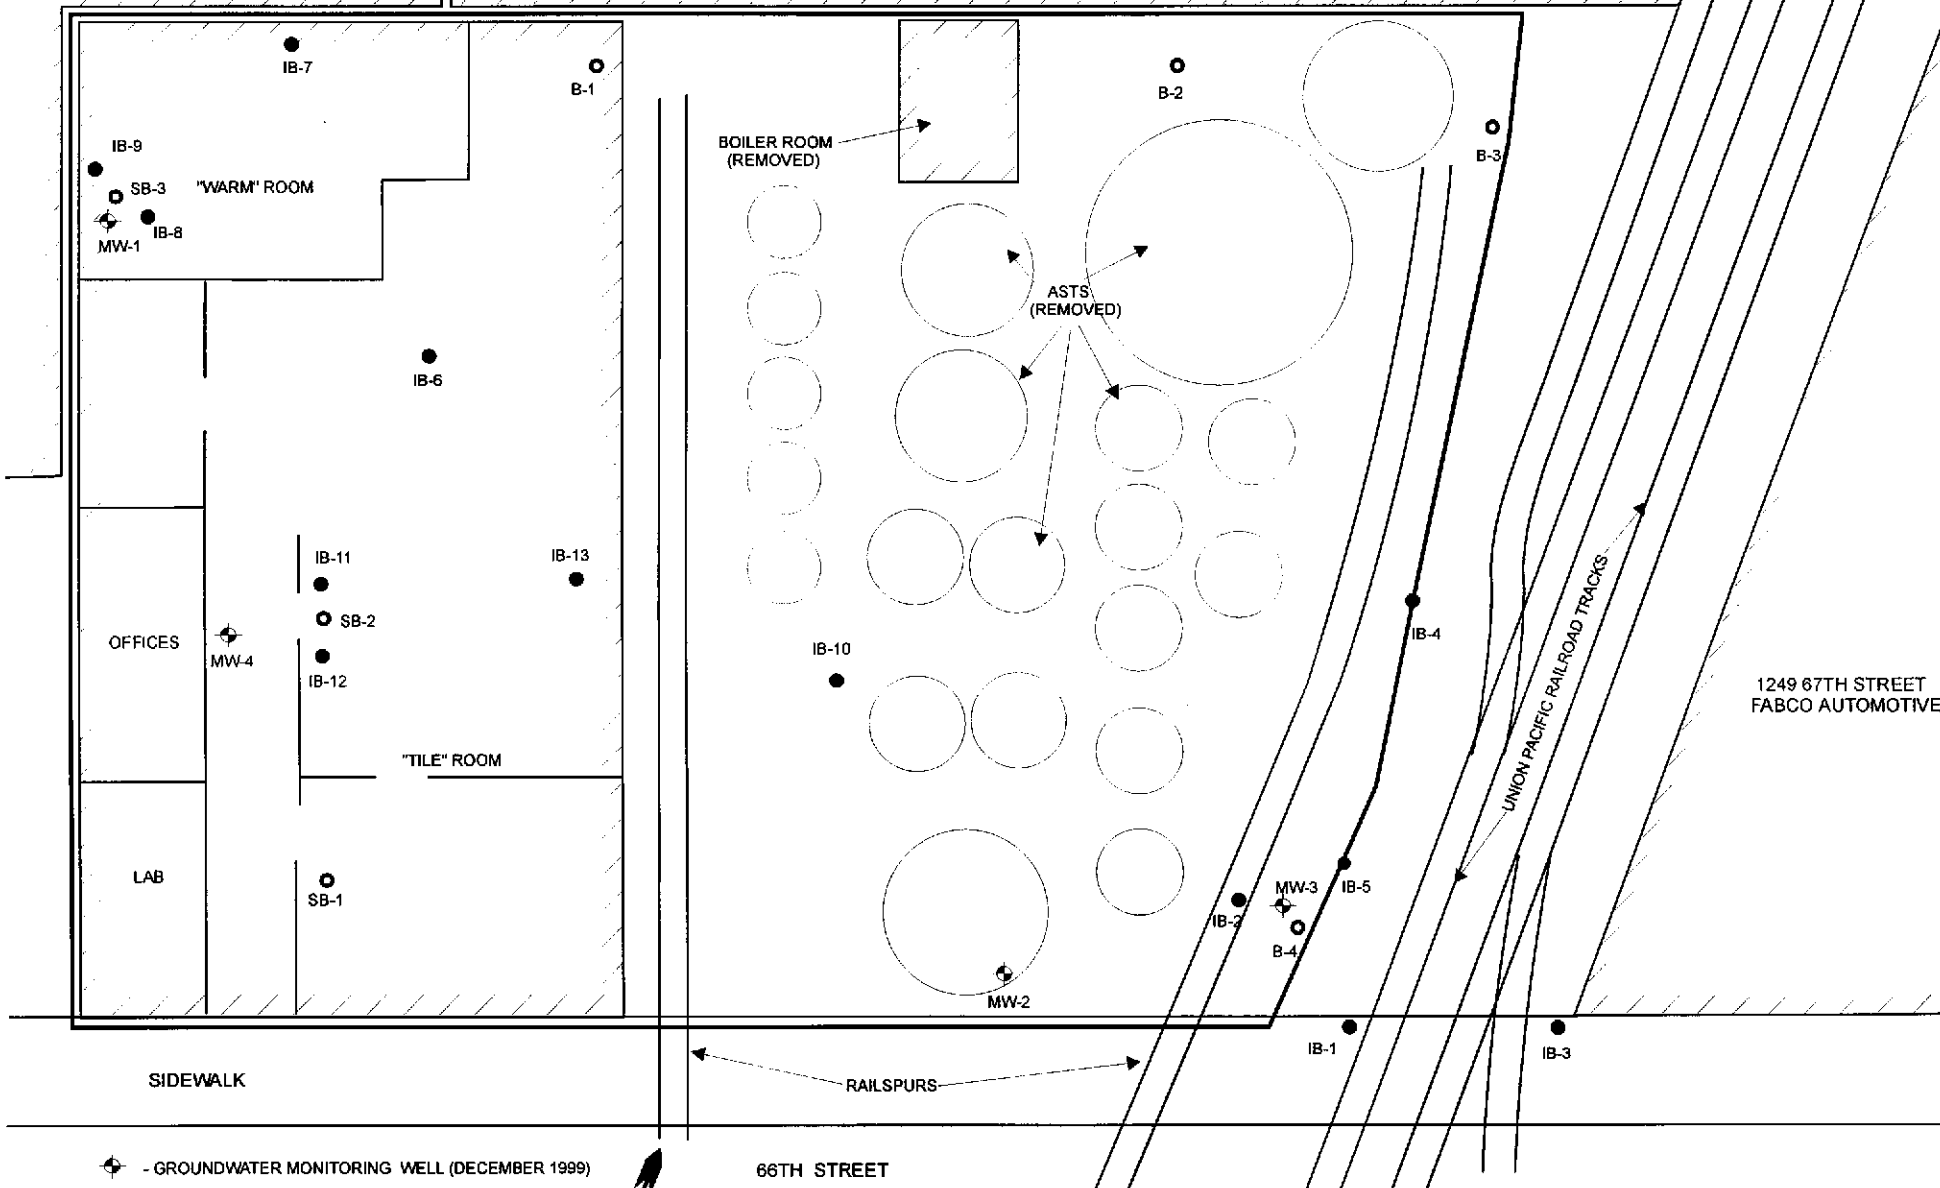 IB-7
B-1
B-2
B-3
BOILER ROOM
(REMOVED)
IB-9
SB-3
"WARM" ROOM
IB-8
MW-1
ASTS
(REMOVED)
IB-6
IB-11
IB-13
SB-2
OFFICES
MW-4
IB-12
IB-10
IB-4
UNION PACIFIC RAILROAD TRACKS
1249 67TH STREET
FABCO AUTOMOTIVE
"TILE" ROOM
LAB
SB-1
MW-3
IB-5
IB-2
B-4
MW-2
IB-1
IB-3
SIDEWALK
RAILSPURS
- GROUNDWATER MONITORING WELL (DECEMBER 1999)
66TH STREET